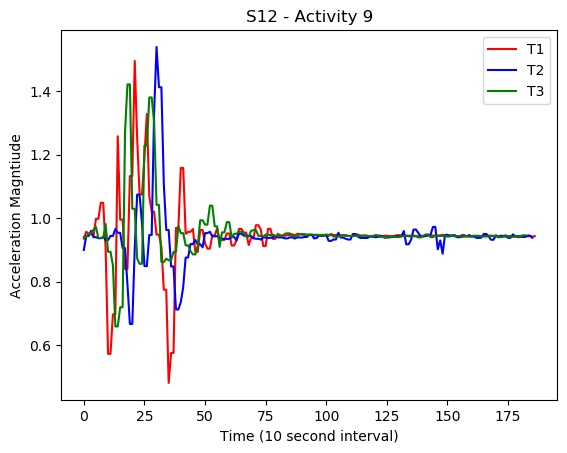 S12 - Activity 9
T1
T2
T3
Acceleration Magntiude
1.4
1.2
1.0
0.8
0.6
0 25 50 75 100 125 150 175
Time (10 second interval)